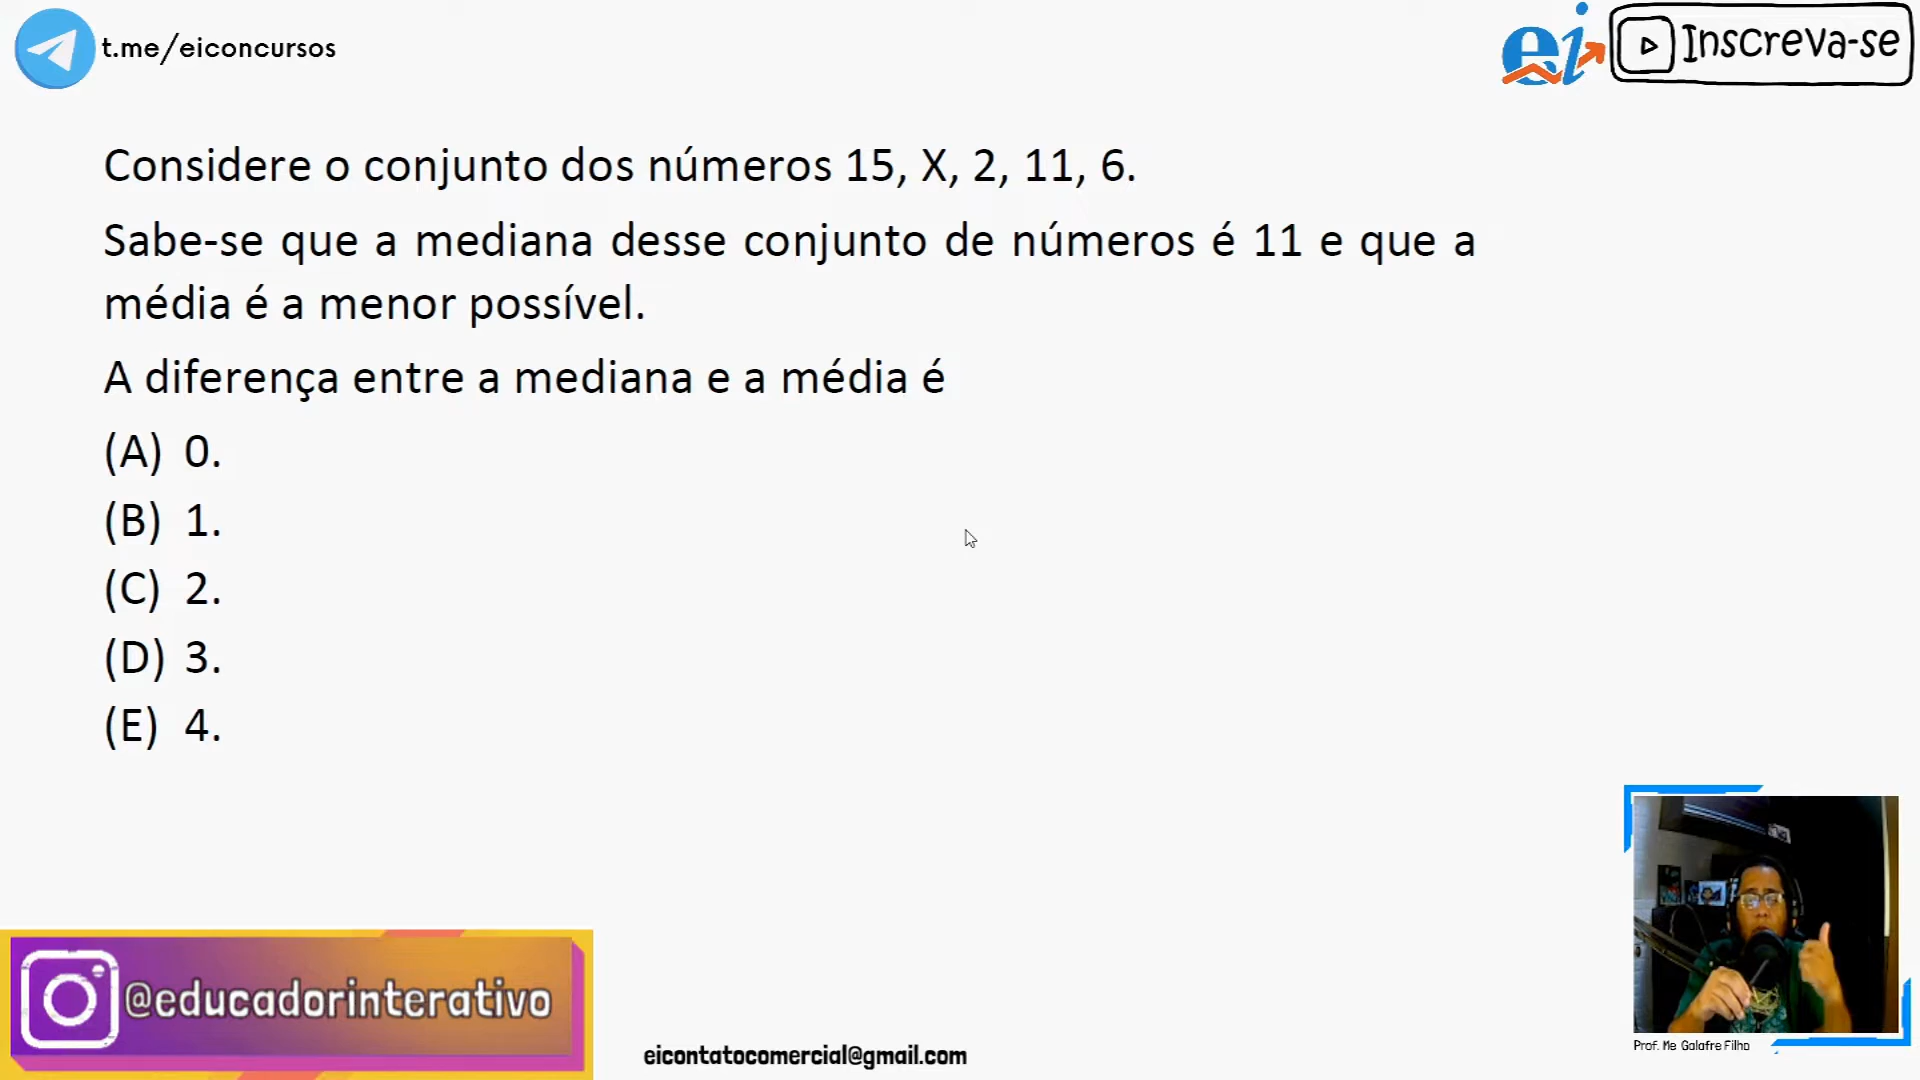 t.me/eiconcursos
ei
Inscreva-se
Considere o conjunto dos números 15, X, 2, 11, 6.
Sabe-se que a mediana desse conjunto de números é 11 e que a
média é a menor possível.
A diferença entre a mediana e a média é
(A) 0.
(B) 1.
(C) 2.
(D) 3.
(E) 4.
@educadorinterativo
eicontatocomercial@gmail.com
Prof. Me Galafre Filho